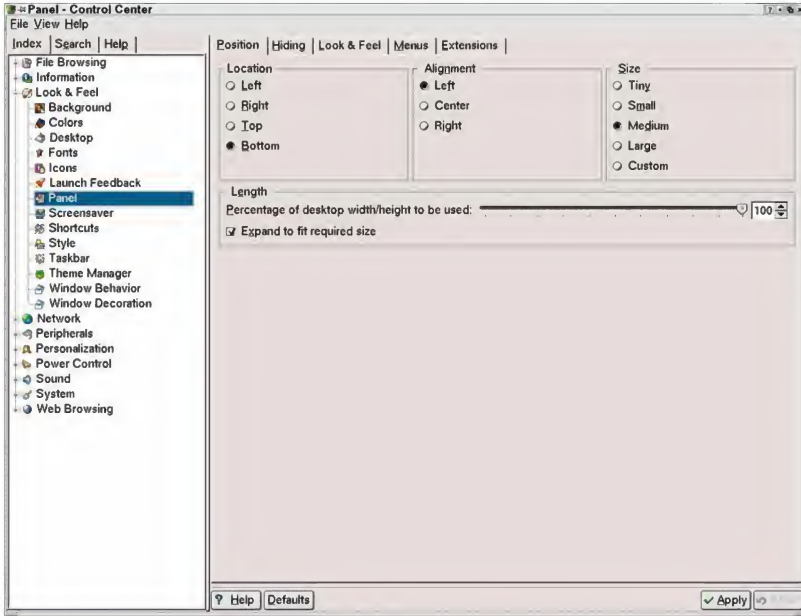 Panel - Control Center
File View Help
Index Search Help
File Browsing
Information
Look & Feel
Background
Colors
Desktop
Fonts
Icons
Launch Feedback
Panel
Screensaver
Shortcuts
Style
Taskbar
Theme Manager
Window Behavior
Window Decoration
Network
Peripherals
Personalization
Power Control
Sound
System
Web Browsing
Position Hiding Look & Feel Menus Extensions
Location
Left
Right
Top
Bottom
Alignment
Left
Center
Right
Size
Tiny
Small
Medium
Large
Custom
Length
Percentage of desktop width/height to be used: 100
Expand to fit required size
? Help Defaults Apply